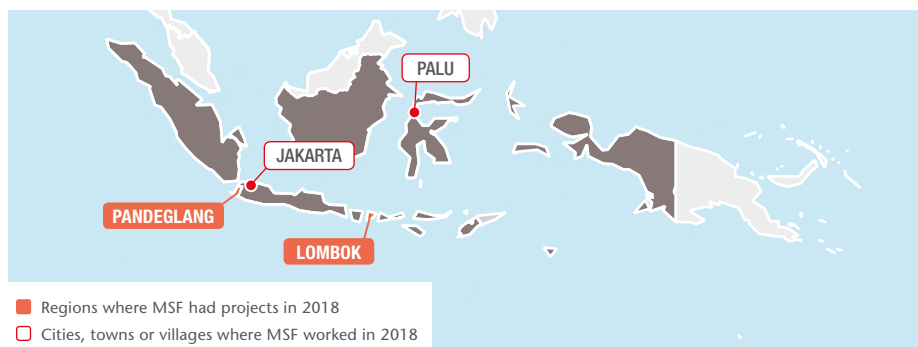 PALU
JAKARTA
PANDEGLANG
LOMBOK
Regions where MSF had projects in 2018
Cities, towns or villages where MSF worked in 2018